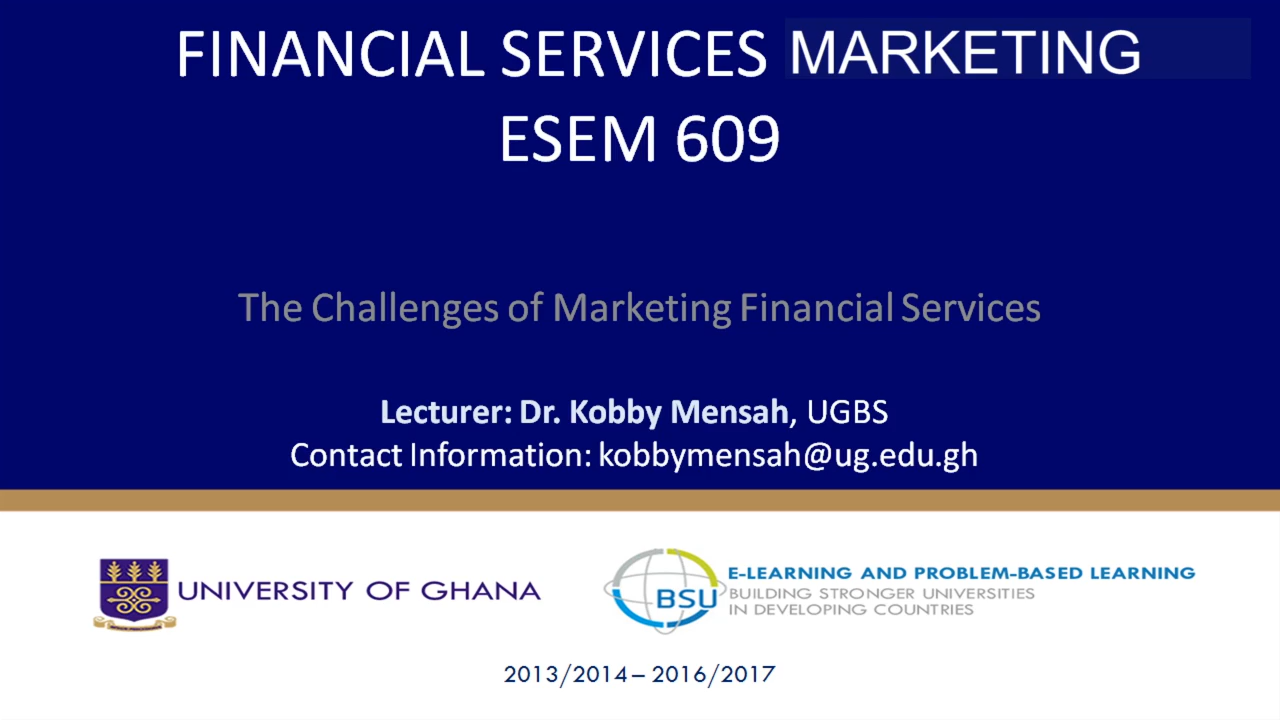 FINANCIAL SERVICES MARKETING
ESEM 609
The Challenges of Marketing Financial Services
Lecturer: Dr. Kobby Mensah, UGBS
Contact Information: kobbymensah@ug.edu.gh
UNIVERSITY OF GHANA
BSU
E-LEARNING AND PROBLEM-BASED LEARNING
BUILDING STRONGER UNIVERSITIES
IN DEVELOPING COUNTRIES
2013/2014 – 2016/2017